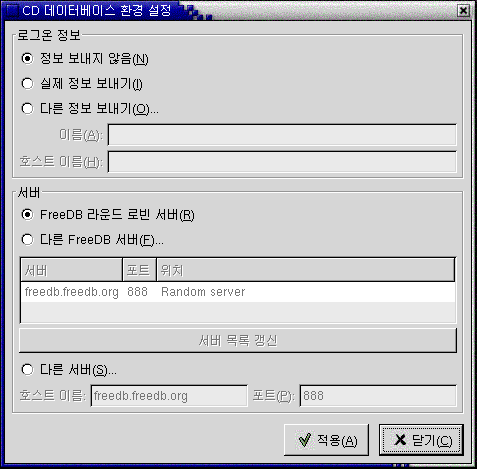 CD 데이터베이스 환경 설정
로그온 정보
정보 보내지 않음(N)
실제 정보 보내기(I)
다른 정보 보내기(O)...
이름(A):
호스트 이름(H):
서버
FreeDB 라운드 로빈 서버(R)
다른 FreeDB 서버(F)...
서버 포트 위치
freedb.freedb.org 888 Random server
서버 목록 갱신
다른 서버(S)...
호스트 이름: freedb.freedb.org 포트(P): 888
적용(A) 닫기(C)